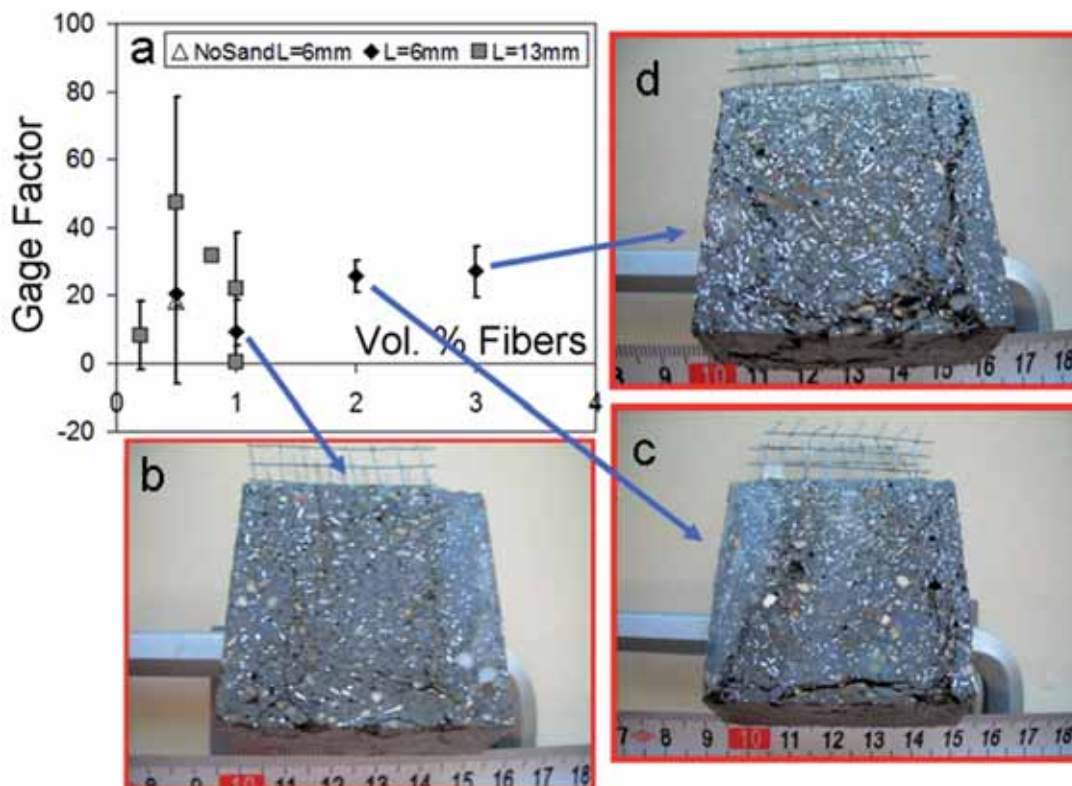 100
a
NoSand L=6mm L=6mm L=13mm
80
60
40
20
0
-20
Gage Factor
Vol. % Fibers
0 1 2 3 4
d
9 10 11 12 13 14 15 16 17 18
b
10 11 12 13 14 15 16 17 18
c
7 8 9 10 11 12 13 14 15 16 17 18